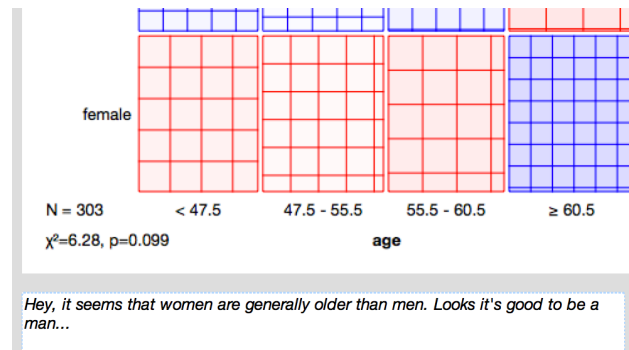 female
N = 303 < 47.5 47.5 - 55.5 55.5 - 60.5 ≥ 60.5
χ²=6.28, p=0.099 age
Hey, it seems that women are generally older than men. Looks it's good to be a
man...